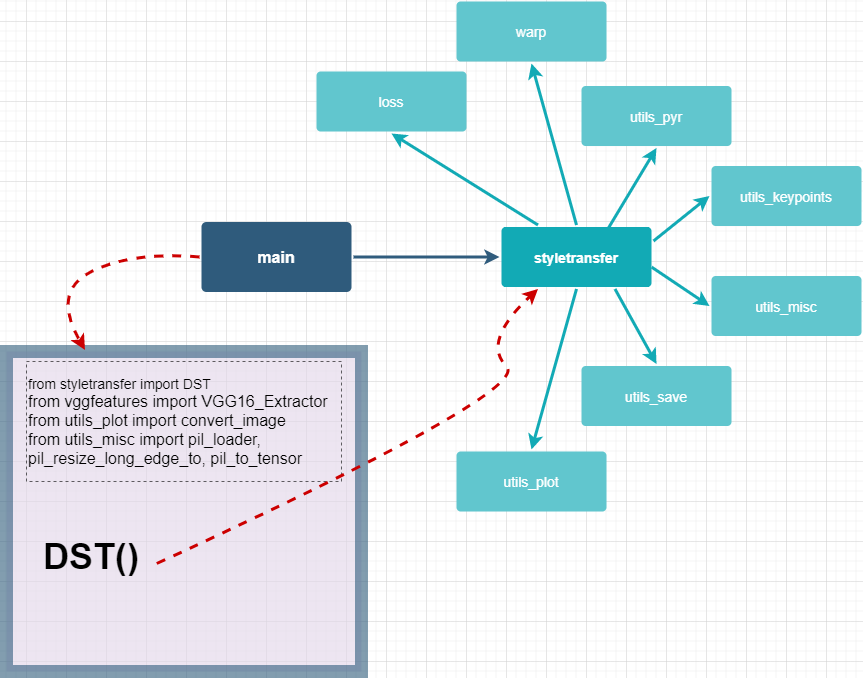 warp
loss
utils_pyr
utils_keypoints
main
styletransfer
utils_misc
from styletransfer import DST
from vggfeatures import VGG16_Extractor
from utils_plot import convert_image
from utils_misc import pil_loader,
pil_resize_long_edge_to, pil_to_tensor
utils_save
utils_plot
DST()